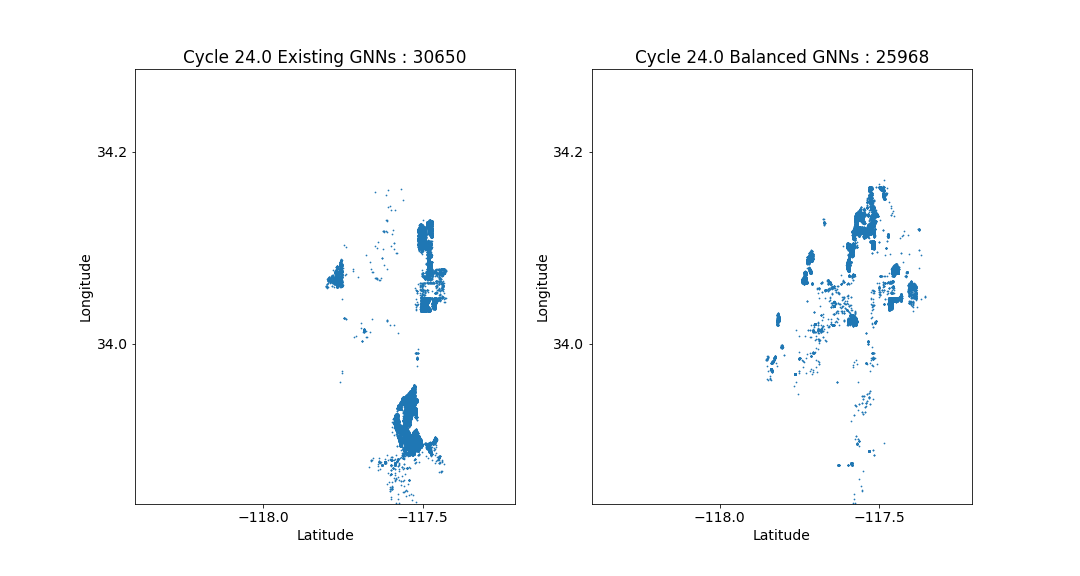 Cycle 24.0 Existing GNNs : 30650
34.2
34.0
Longitude
−118.0
−117.5
Latitude
Cycle 24.0 Balanced GNNs : 25968
34.2
34.0
Longitude
−118.0
−117.5
Latitude